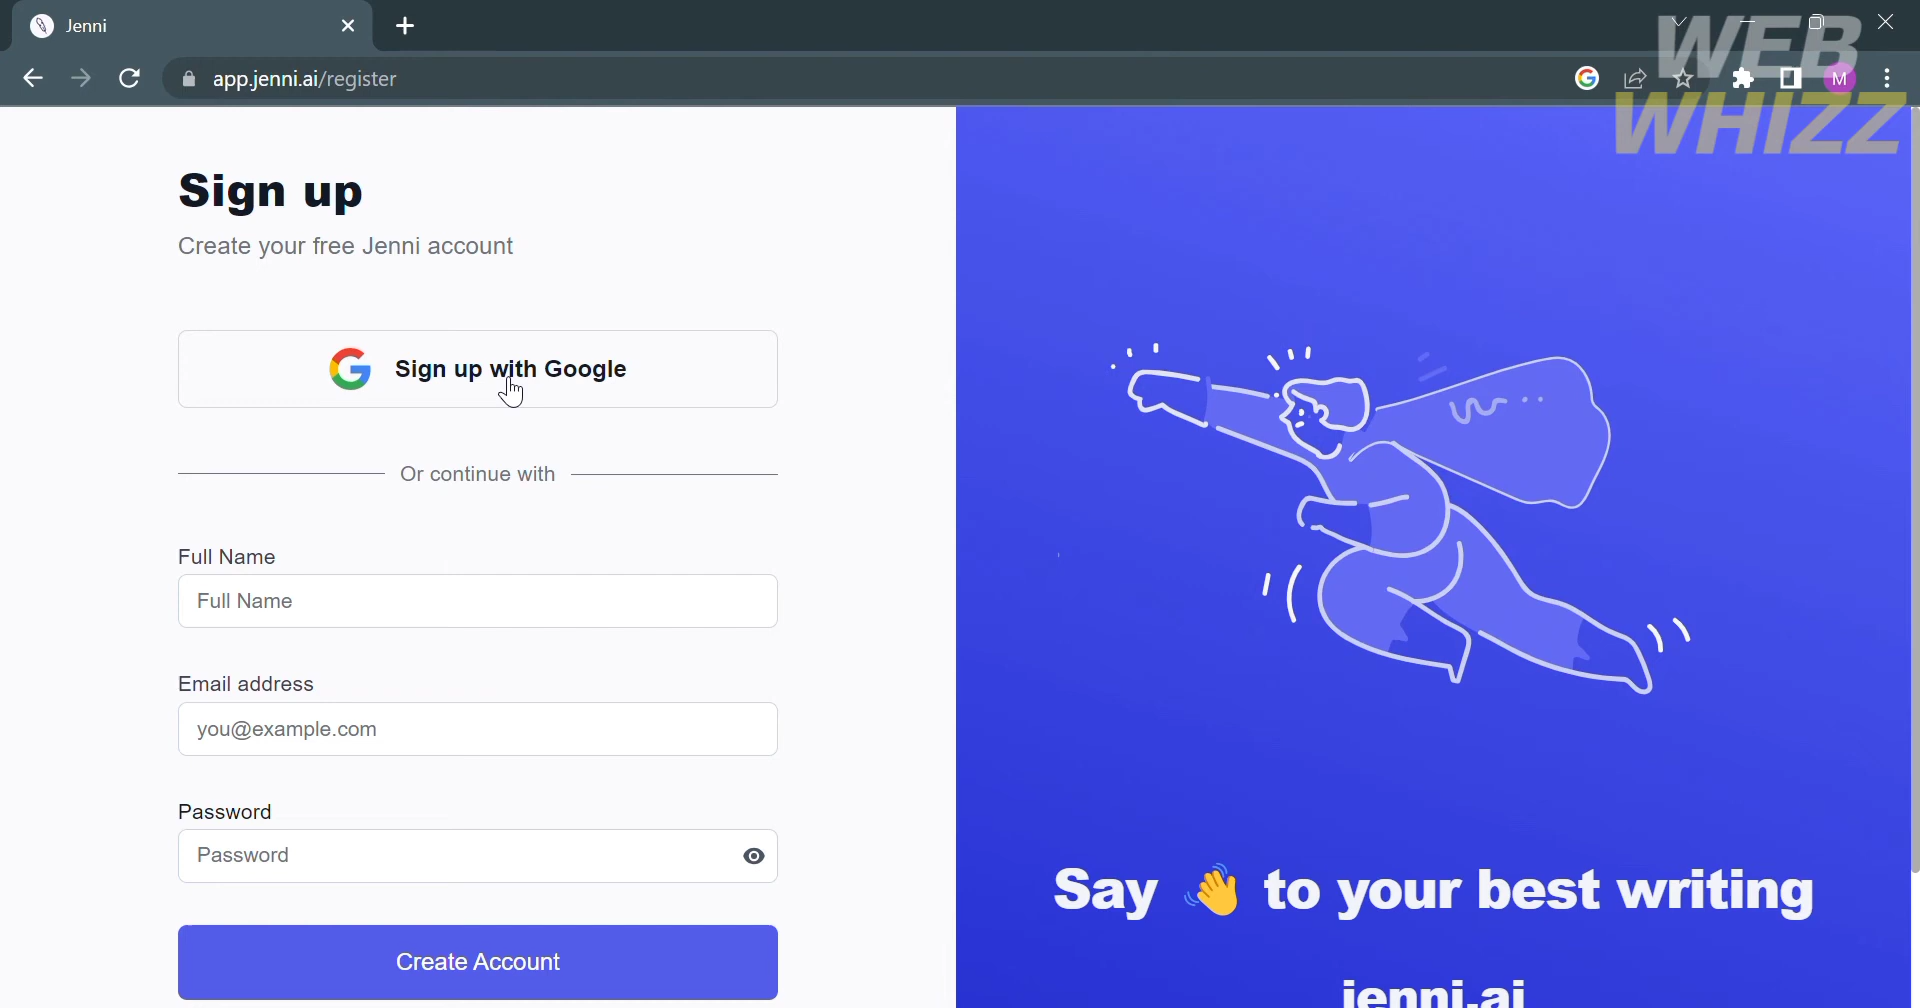 Jenni
app.jenni.ai/register
M
WEB
WHIZZ
Sign up
Create your free Jenni account
Sign up with Google
Or continue with
Full Name
Full Name
Email address
you@example.com
Password
Password
Create Account
Say 👋 to your best writing
jenni.ai